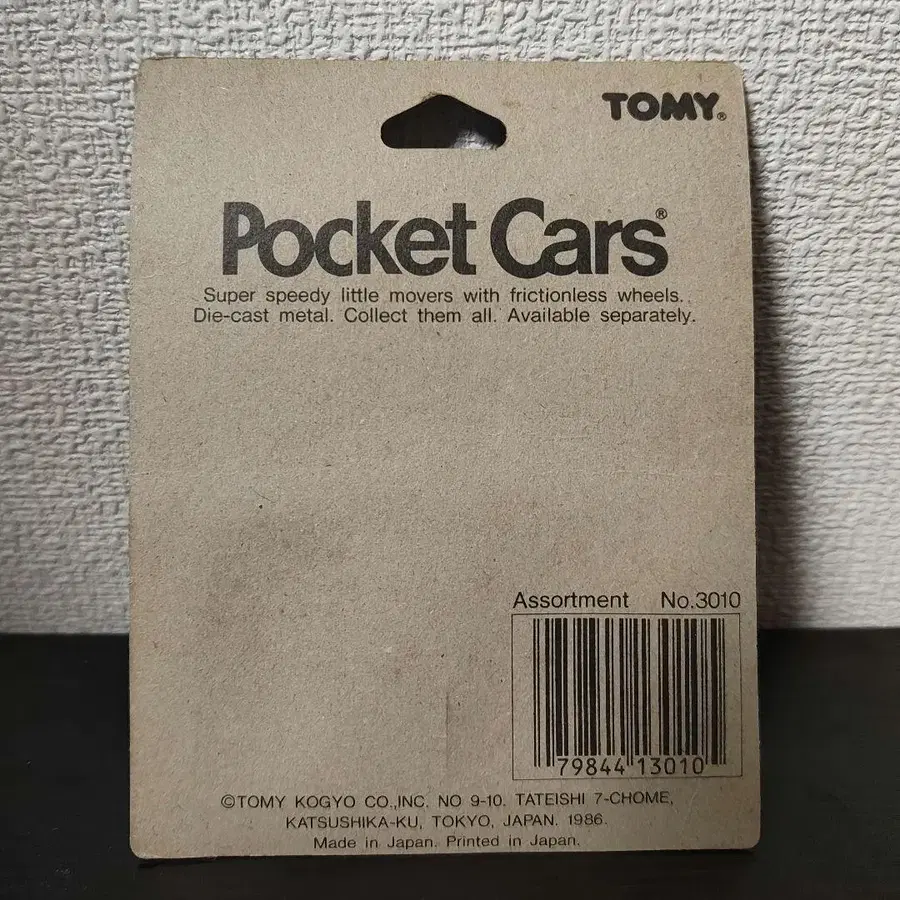 TOMY®
Pocket Cars®
Super speedy little movers with frictionless wheels.
Die-cast metal. Collect them all. Available separately.
Assortment No.3010
79844 13010
©TOMY KOGYO CO.,INC. NO 9-10. TATEISHI 7-CHOME,
KATSUSHIKA-KU, TOKYO, JAPAN. 1986.
Made in Japan. Printed in Japan.